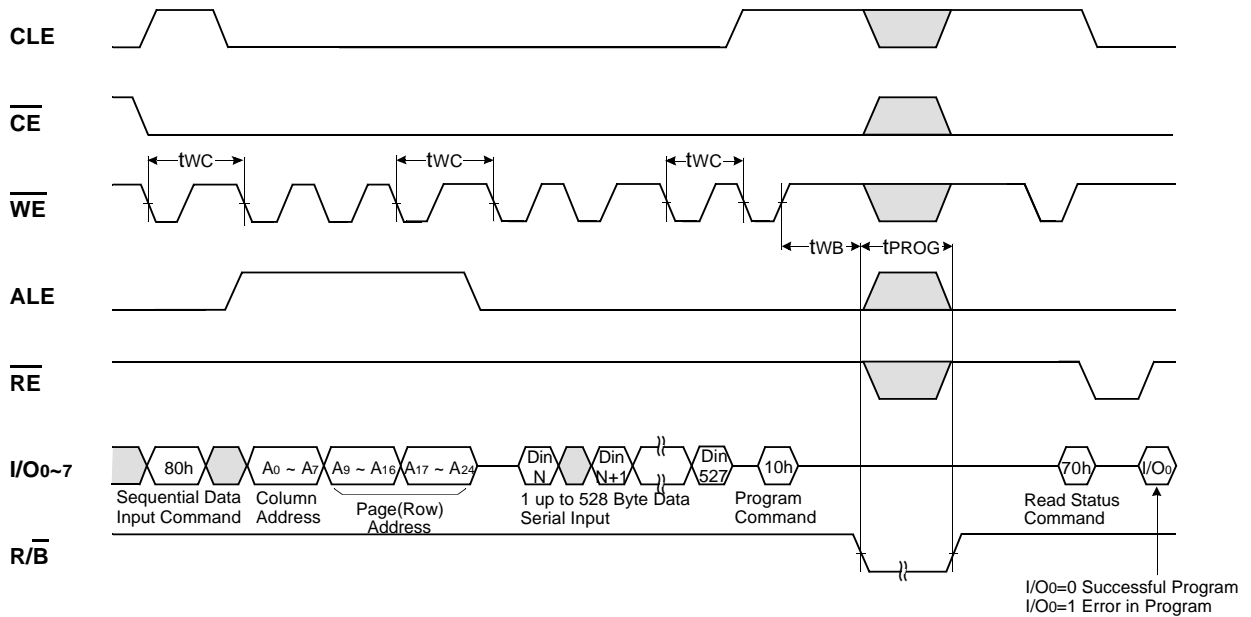 CLE
CE
tWC tWC tWC
WE
tWB tPROG
ALE
RE
I/O0~7 80h A0 ~ A7 A9 ~ A16 A17 ~ A24 Din N Din N+1 Din 527 10h 70h I/O0
Sequential Data Input Command
Column Address
Page(Row) Address
1 up to 528 Byte Data Serial Input
Program Command
Read Status Command
R/B
I/O0=0 Successful Program
I/O0=1 Error in Program